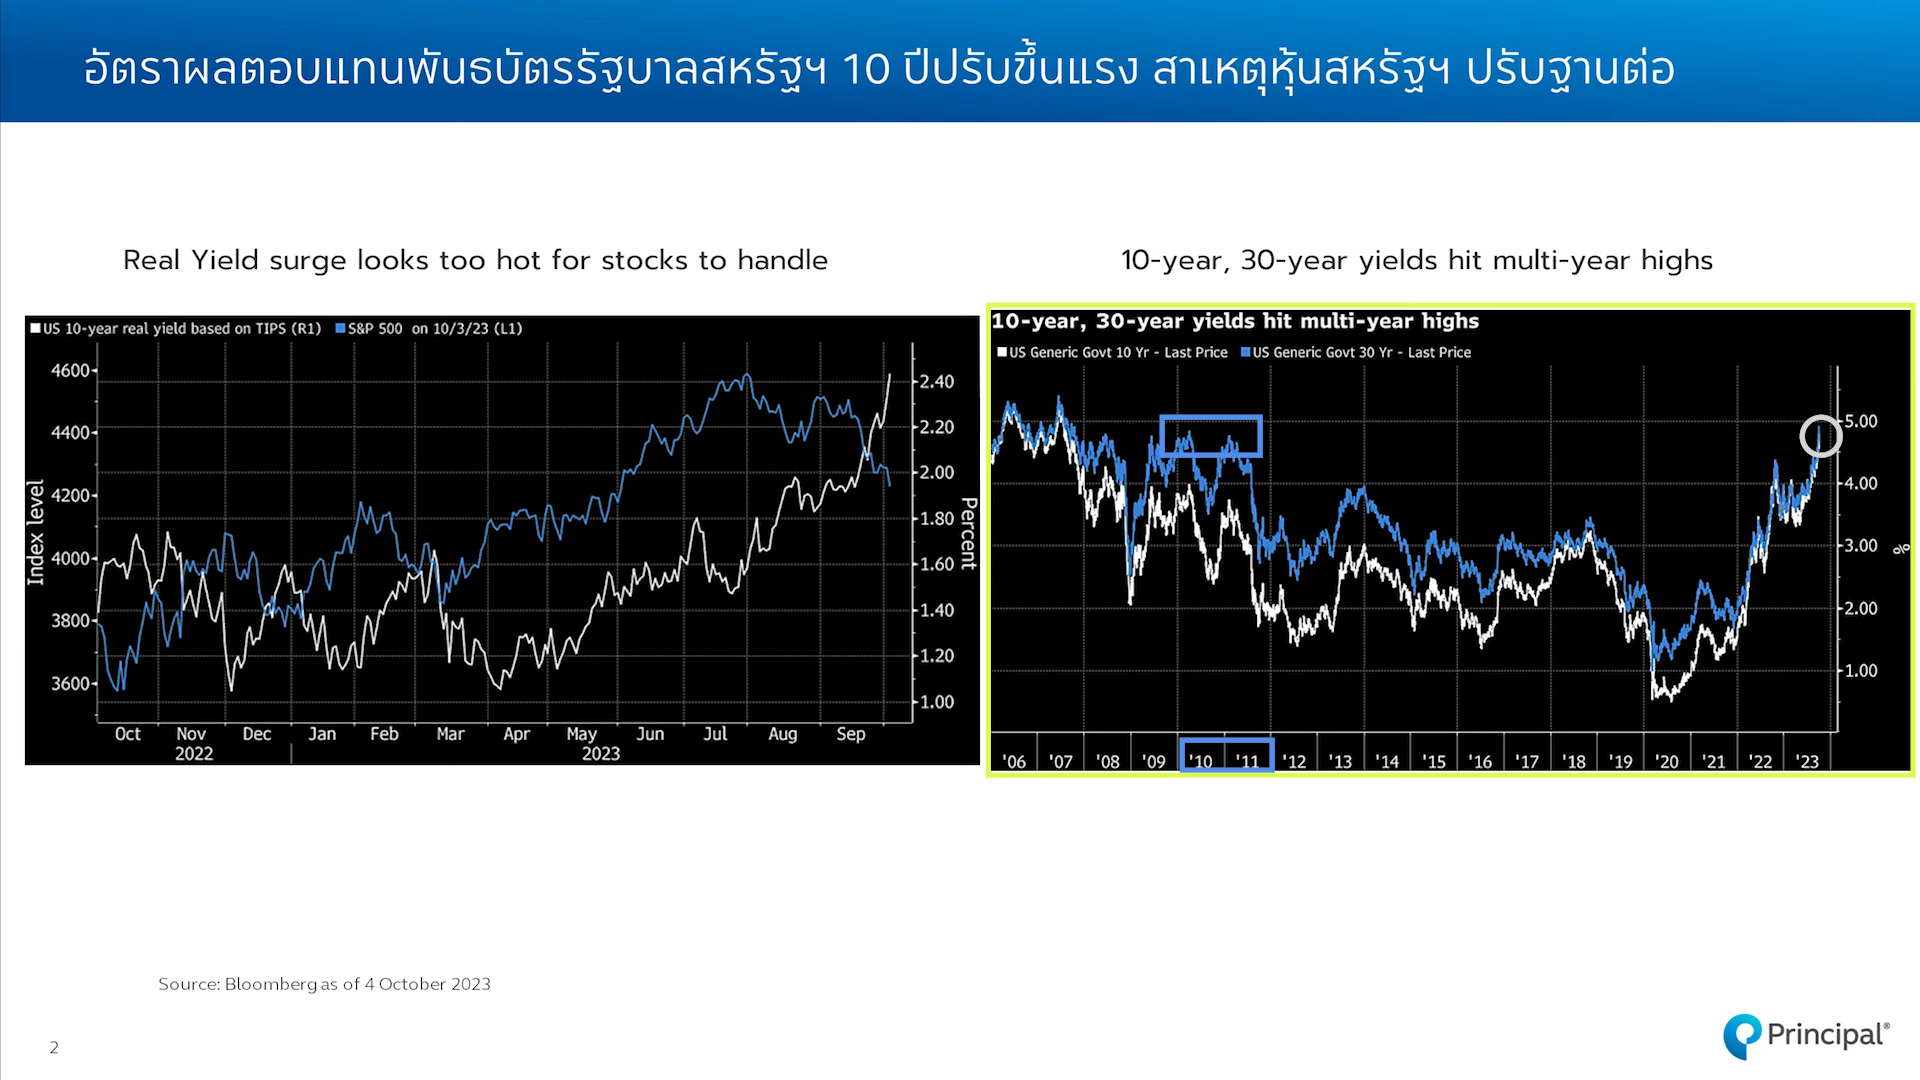 อัตราผลตอบแทนพันธบัตรรัฐบาลสหรัฐฯ 10 ปีปรับขึ้นแรง สาเหตุหุ้นสหรัฐฯ ปรับฐานต่อ
Real Yield surge looks too hot for stocks to handle
US 10-year real yield based on TIPS (R1) S&P 500 on 10/3/23 (L1)
4600
4400
4200
4000
3800
3600
Index level
2.40
2.20
2.00
1.80
1.60
1.40
1.20
1.00
Percent
Oct Nov Dec Jan Feb Mar Apr May Jun Jul Aug Sep
2022 2023
10-year, 30-year yields hit multi-year highs
10-year, 30-year yields hit multi-year highs
US Generic Govt 10 Yr - Last Price US Generic Govt 30 Yr - Last Price
5.00
4.00
3.00
2.00
1.00
%
'06 '07 '08 '09 '10 '11 '12 '13 '14 '15 '16 '17 '18 '19 '20 '21 '22 '23
Source: Bloomberg as of 4 October 2023
2
Principal®